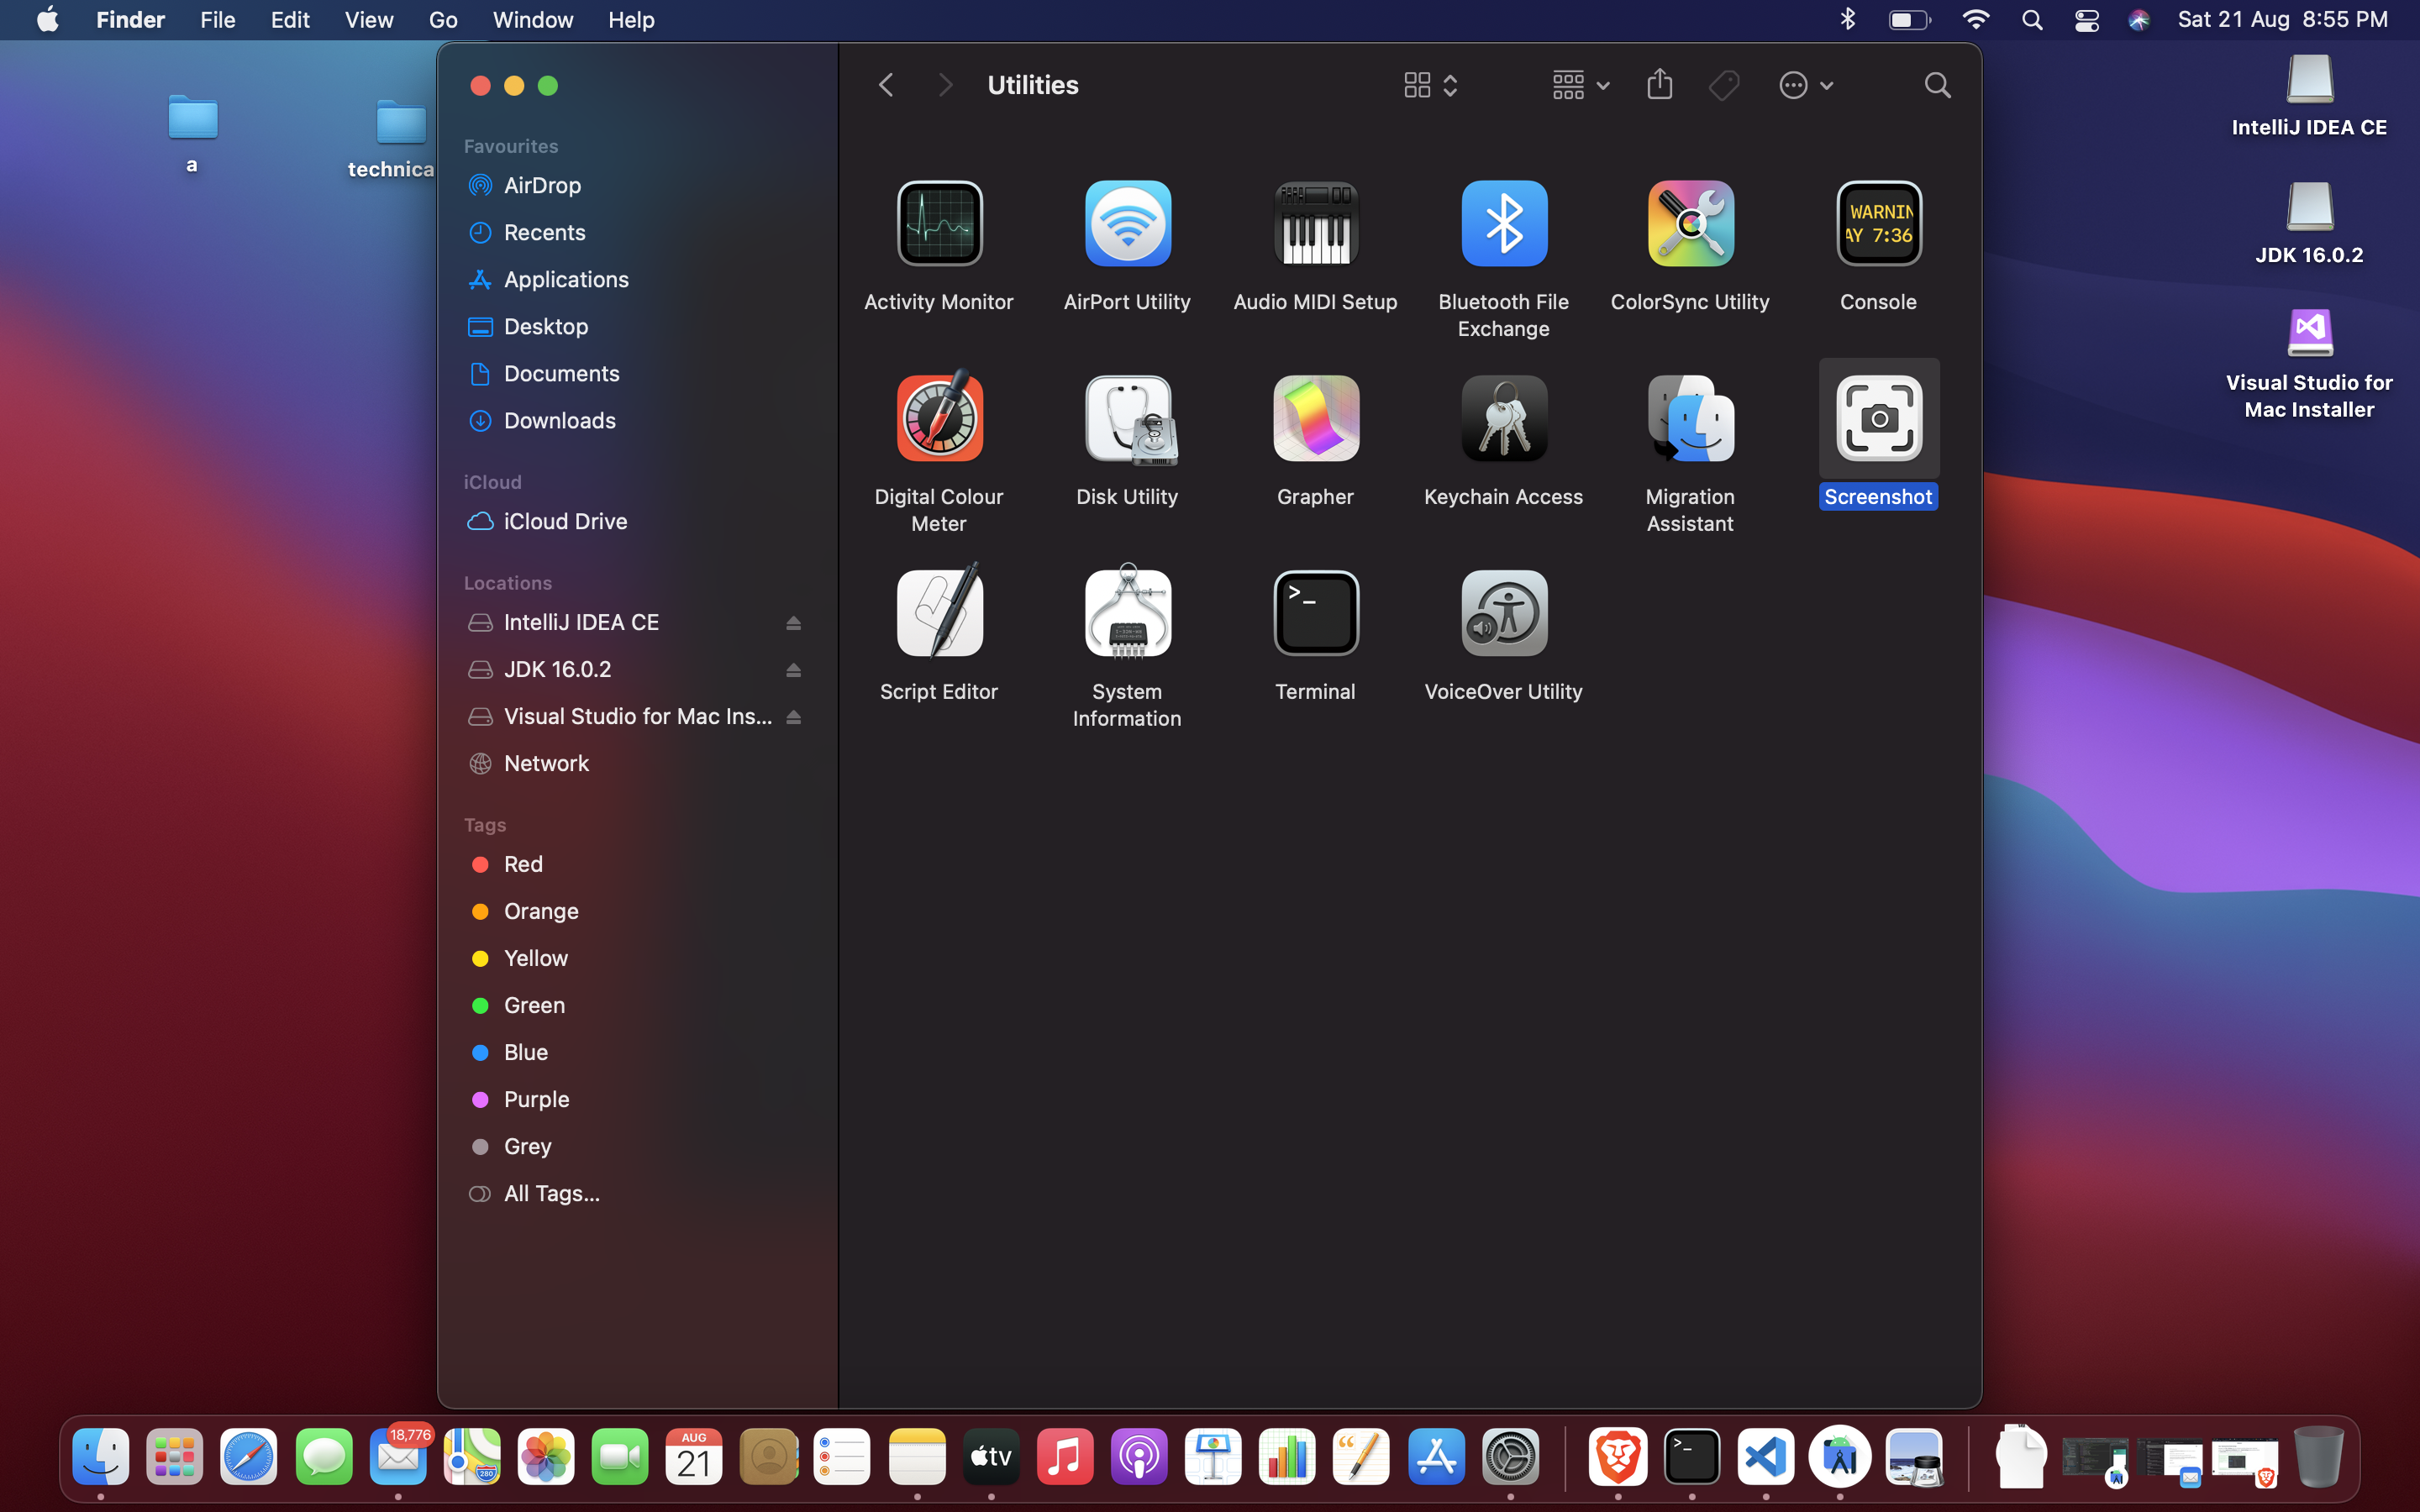 Finder File Edit View Go Window Help
Sat 21 Aug 8:55 PM
a
technica
IntelliJ IDEA CE
JDK 16.0.2
Visual Studio for
Mac Installer
Favourites
AirDrop
Recents
Applications
Desktop
Documents
Downloads
iCloud
iCloud Drive
Locations
IntelliJ IDEA CE
JDK 16.0.2
Visual Studio for Mac Ins...
Network
Tags
Red
Orange
Yellow
Green
Blue
Purple
Grey
All Tags...
Utilities
WARNIN
AY 7:36
Activity Monitor
AirPort Utility
Audio MIDI Setup
Bluetooth File
Exchange
ColorSync Utility
Console
Digital Colour
Meter
Disk Utility
Grapher
Keychain Access
Migration
Assistant
Screenshot
>_
Script Editor
System
Information
Terminal
VoiceOver Utility
18,776
280
AUG
21
tv
>_